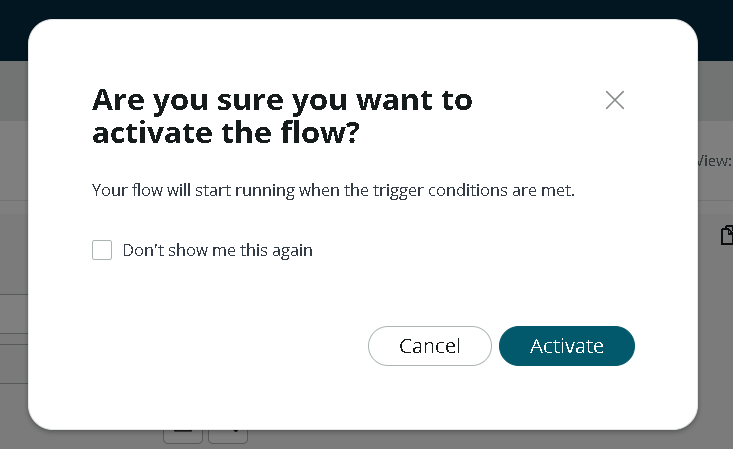 Are you sure you want to
activate the flow?
Your flow will start running when the trigger conditions are met.
Don't show me this again
Cancel
Activate
View: